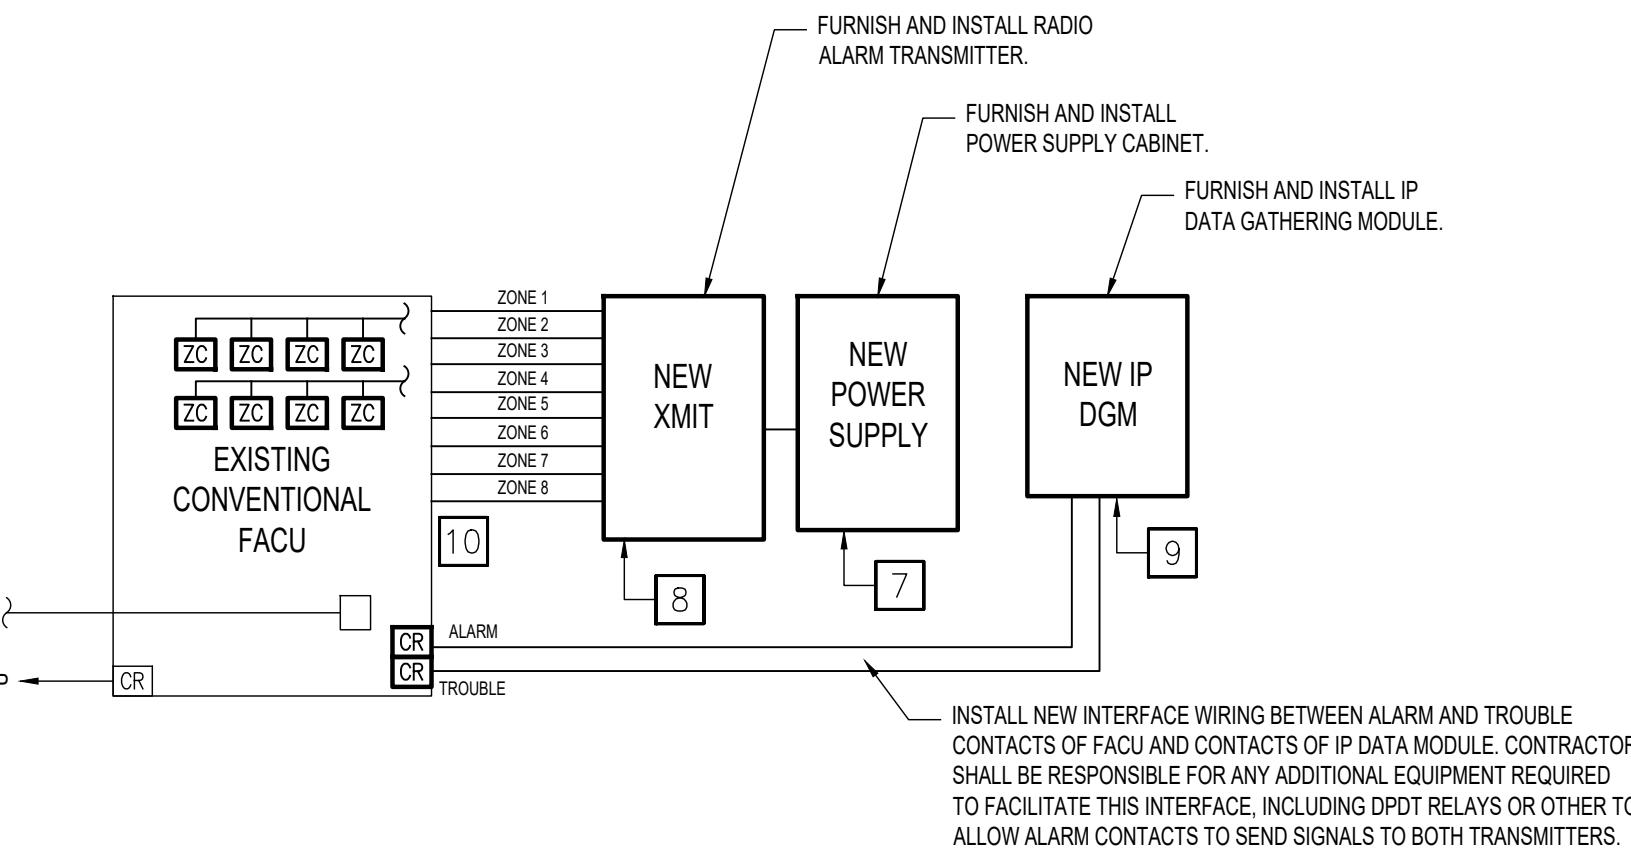 FURNISH AND INSTALL RADIO
ALARM TRANSMITTER.
FURNISH AND INSTALL
POWER SUPPLY CABINET.
FURNISH AND INSTALL IP
DATA GATHERING MODULE.
ZONE 1
ZONE 2
ZONE 3
ZONE 4
ZONE 5
ZONE 6
ZONE 7
ZONE 8
ZC ZC ZC ZC
ZC ZC ZC ZC
EXISTING
CONVENTIONAL
FACU
NEW
XMIT
NEW
POWER
SUPPLY
NEW IP
DGM
10
8
7
9
CR ALARM
CR
TROUBLE
CR
INSTALL NEW INTERFACE WIRING BETWEEN ALARM AND TROUBLE
CONTACTS OF FACU AND CONTACTS OF IP DATA MODULE. CONTRACTOR
SHALL BE RESPONSIBLE FOR ANY ADDITIONAL EQUIPMENT REQUIRED
TO FACILITATE THIS INTERFACE, INCLUDING DPDT RELAYS OR OTHER TO
ALLOW ALARM CONTACTS TO SEND SIGNALS TO BOTH TRANSMITTERS.